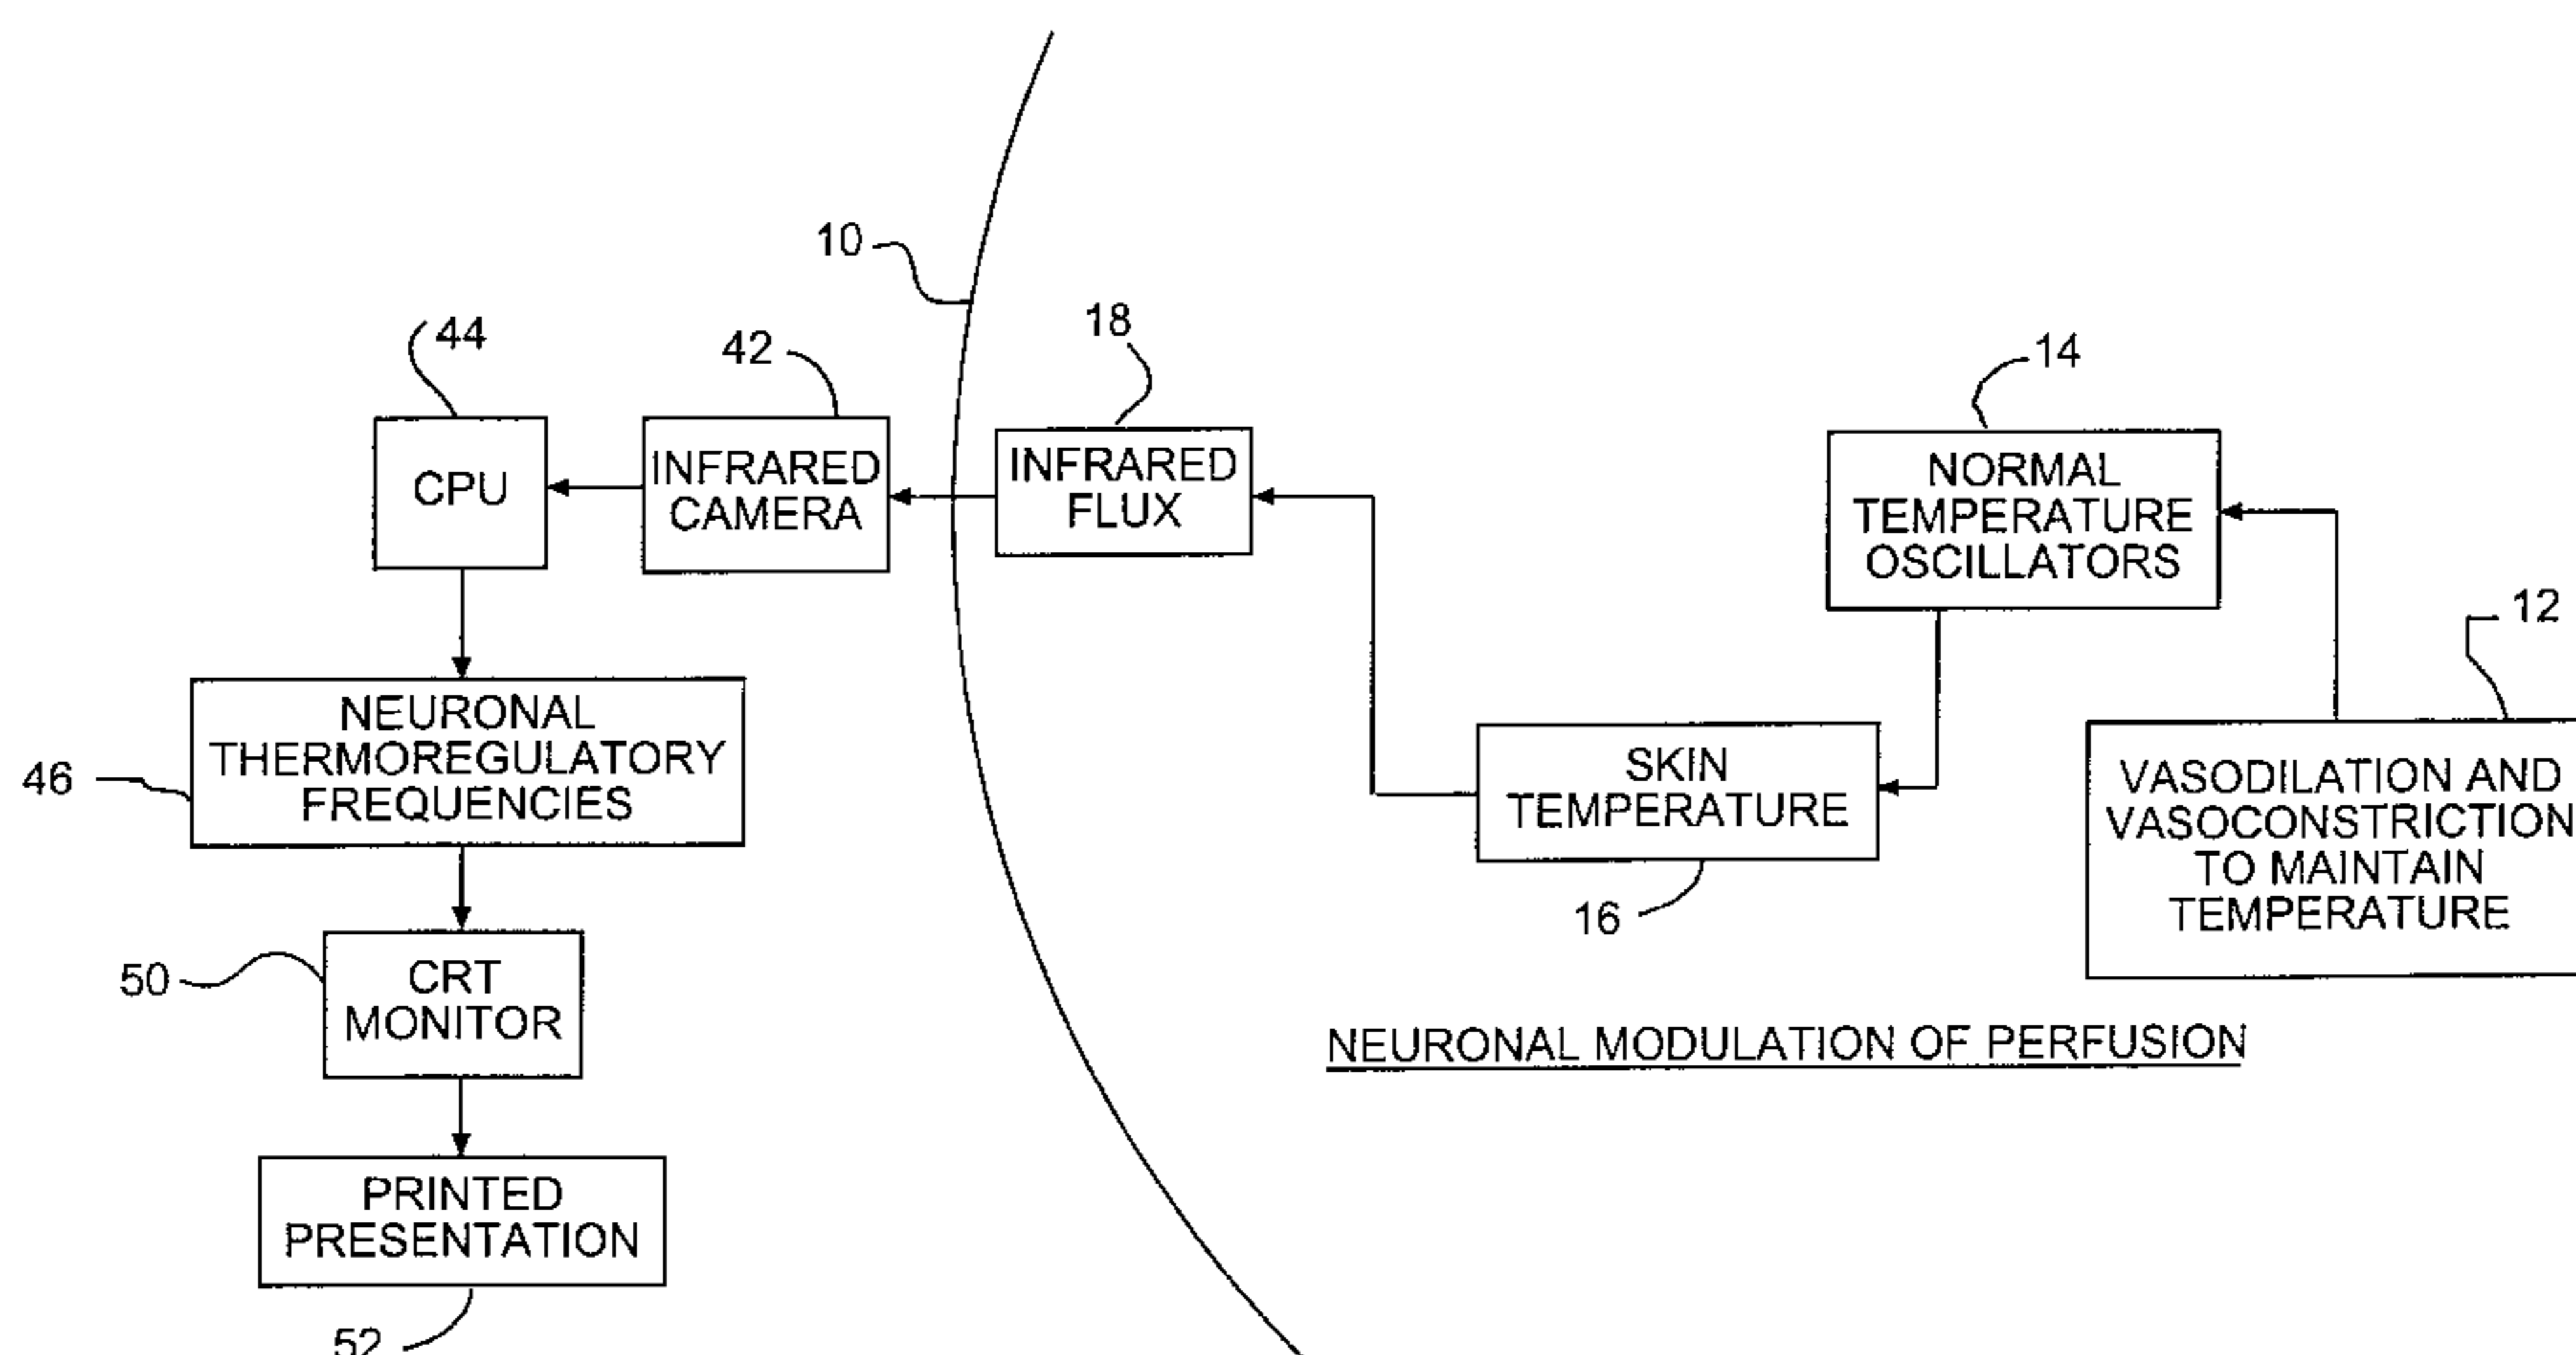 10
18
44
42
14
CPU
INFRARED
CAMERA
INFRARED
FLUX
NORMAL
TEMPERATURE
OSCILLATORS
12
NEURONAL
THERMOREGULATORY
FREQUENCIES
46
SKIN
TEMPERATURE
16
VASODILATION AND
VASOCONSTRICTION
TO MAINTAIN
TEMPERATURE
CRT
MONITOR
50
NEURONAL MODULATION OF PERFUSION
PRINTED
PRESENTATION
52